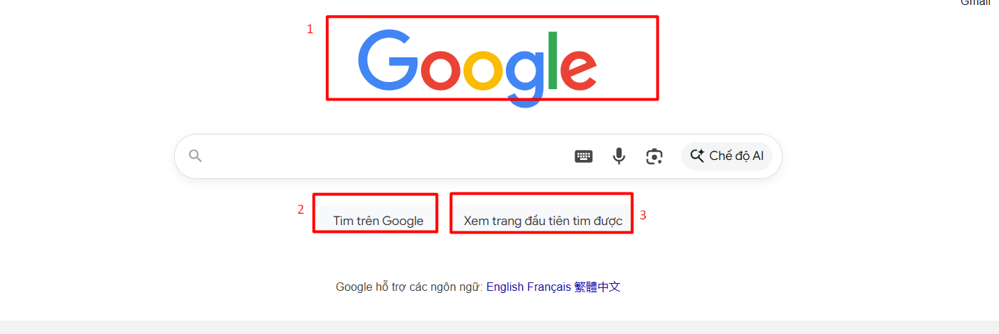 Gmail
1
Google
Chế độ AI
2
Tìm trên Google
Xem trang đầu tiên tìm được
3
Google hỗ trợ các ngôn ngữ: English Français 繁體中文